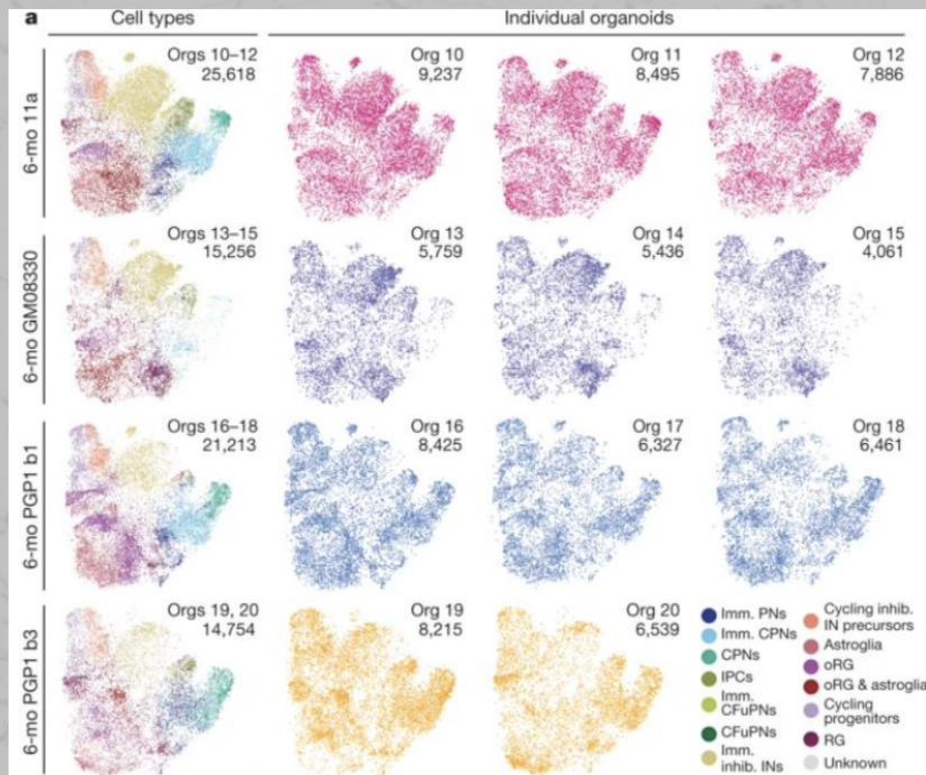 a
Cell types
Individual organoids
6-mo 11a
Orgs 10–12
25,618
Org 10
9,237
Org 11
8,495
Org 12
7,886
6-mo GM08330
Orgs 13–15
15,256
Org 13
5,759
Org 14
5,436
Org 15
4,061
6-mo PGP1 b1
Orgs 16–18
21,213
Org 16
8,425
Org 17
6,327
Org 18
6,461
6-mo PGP1 b3
Orgs 19, 20
14,754
Org 19
8,215
Org 20
6,539
Imm. PNs
Imm. CPNs
CPNs
IPCs
Imm.
CFuPNs
CFuPNs
Imm.
inhib. INs
Cycling inhib.
IN precursors
Astroglia
oRG
oRG & astroglia
Cycling
progenitors
RG
Unknown